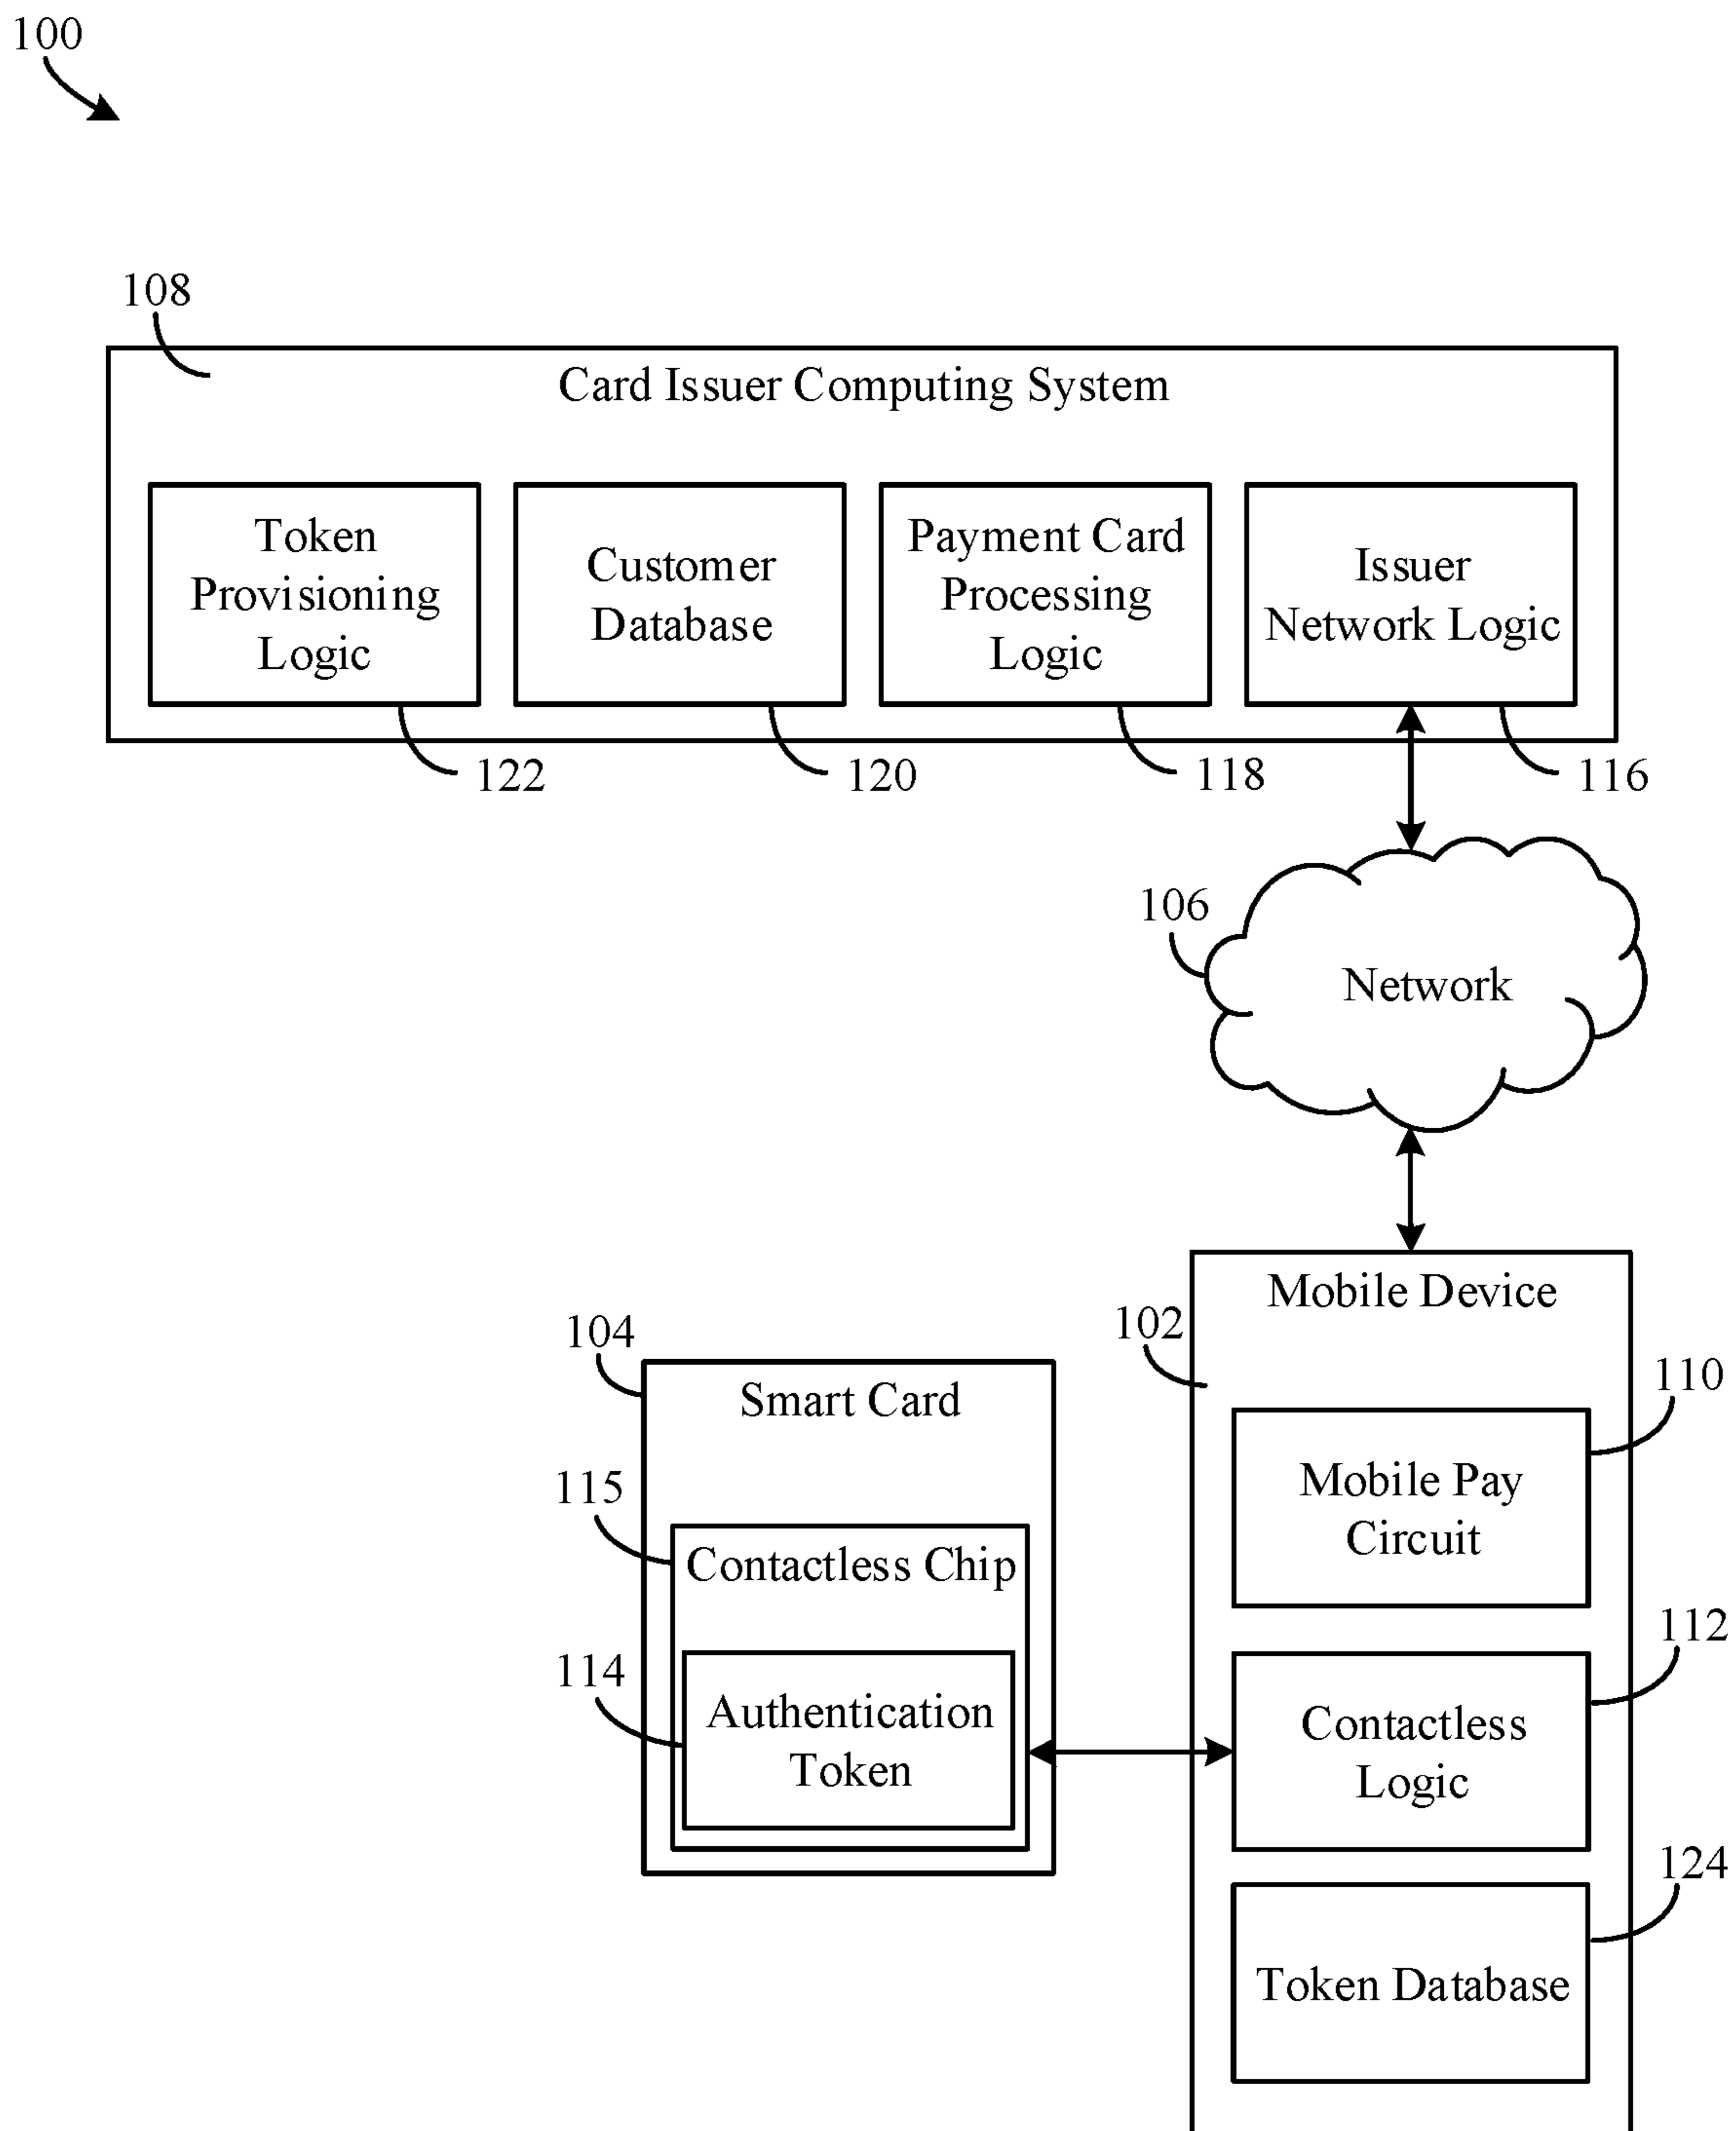 100
108
Card Issuer Computing System
Token
Provisioning
Logic
Customer
Database
Payment Card
Processing
Logic
Issuer
Network Logic
122
120
118
116
106
Network
Mobile Device
102
104
Smart Card
110
Mobile Pay
Circuit
115
Contactless Chip
112
114
Authentication
Token
Contactless
Logic
124
Token Database